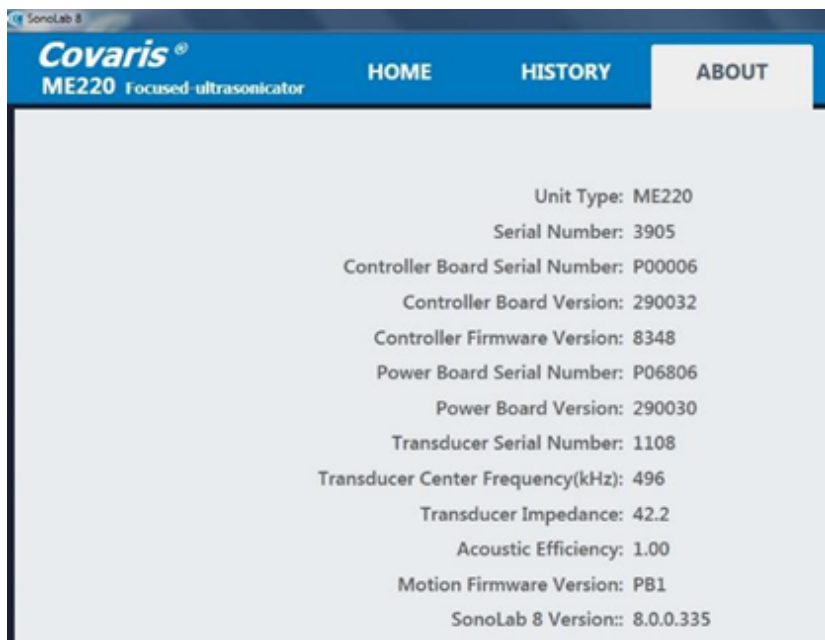 SonoLab 8
Covaris ®
HOME HISTORY ABOUT
ME220 Focused-ultrasonicator
Unit Type: ME220
Serial Number: 3905
Controller Board Serial Number: P00006
Controller Board Version: 290032
Controller Firmware Version: 8348
Power Board Serial Number: P06806
Power Board Version: 290030
Transducer Serial Number: 1108
Transducer Center Frequency(kHz): 496
Transducer Impedance: 42.2
Acoustic Efficiency: 1.00
Motion Firmware Version: PB1
SonoLab 8 Version:: 8.0.0.335